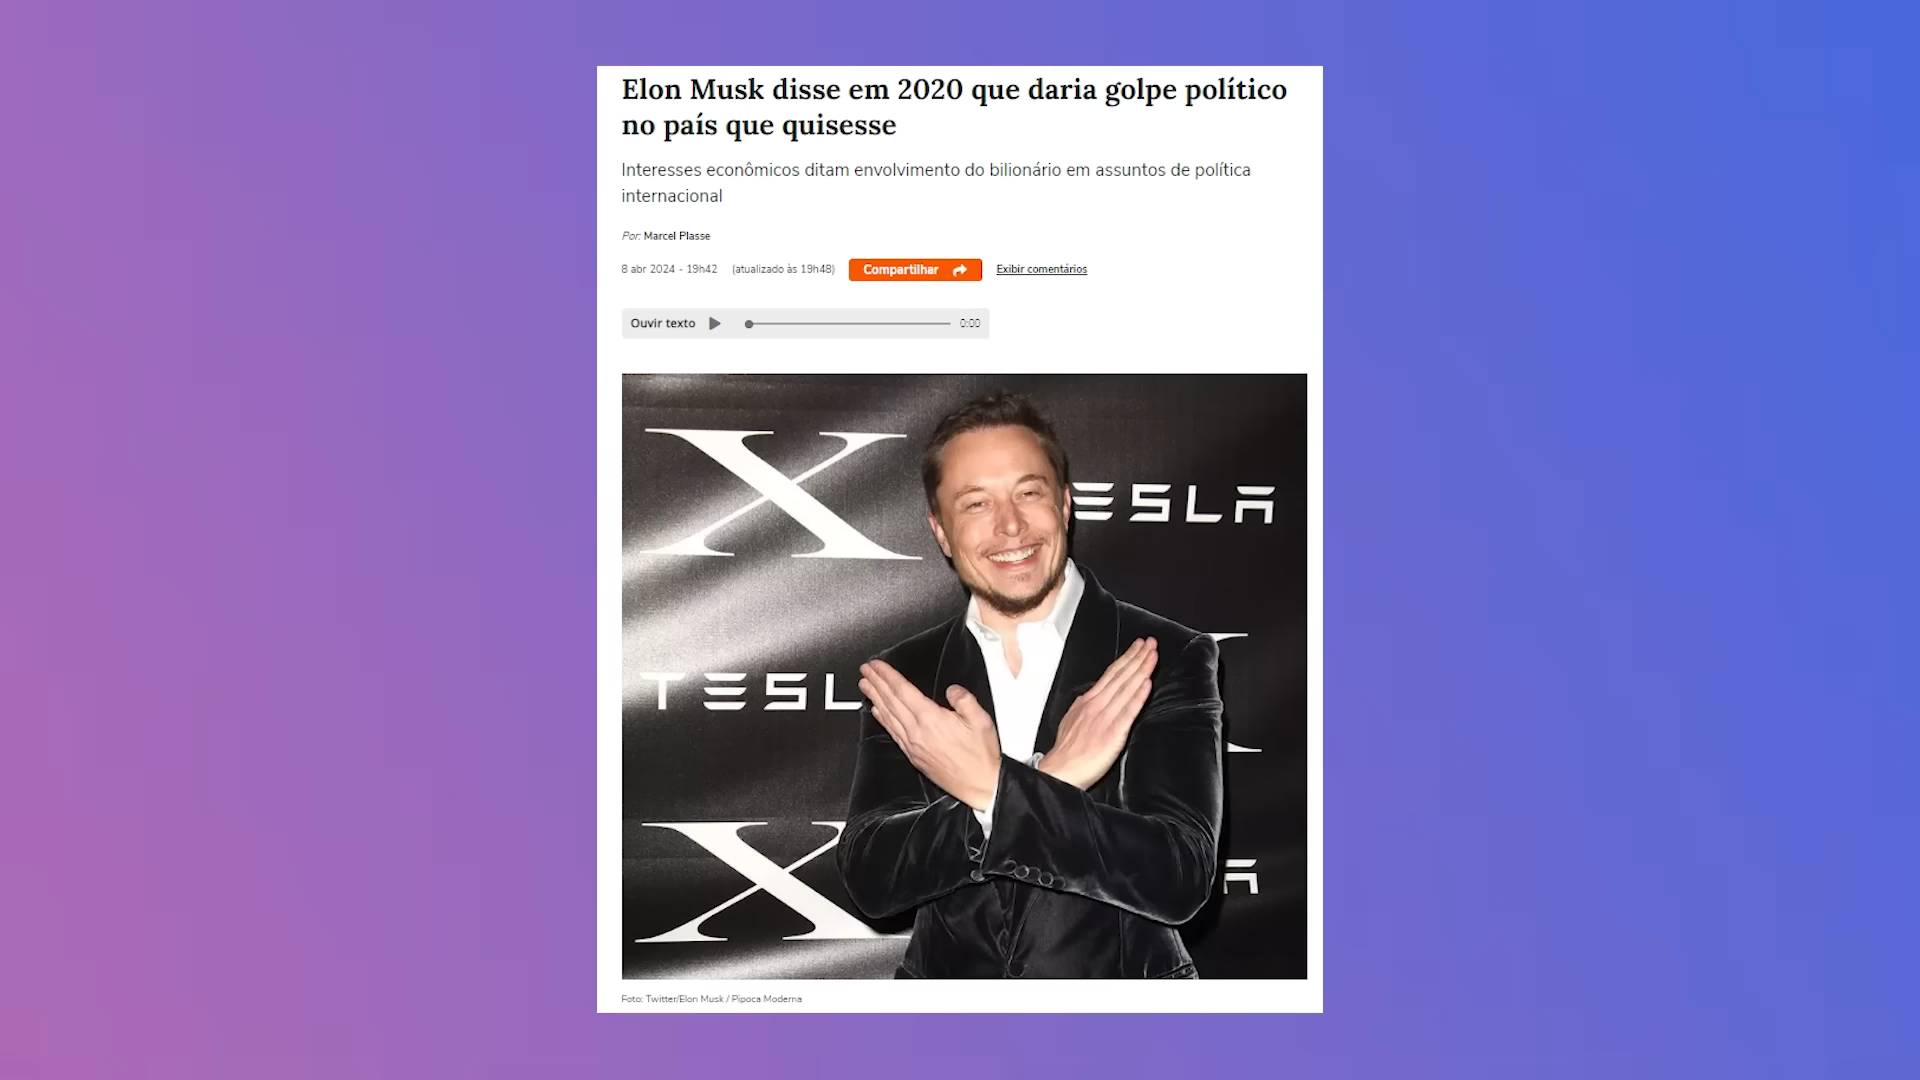 Elon Musk disse em 2020 que daria golpe político
no país que quisesse
Interesses econômicos ditam envolvimento do bilionário em assuntos de política
internacional
Por: Marcel Plasse
8 abr 2024 - 19h42 (atualizado às 19h48) Compartilhar Exibir comentários
Ouvir texto 0:00
X
ESLA
TESL
X
A
Foto: Twitter/Elon Musk / Pipoca Moderna